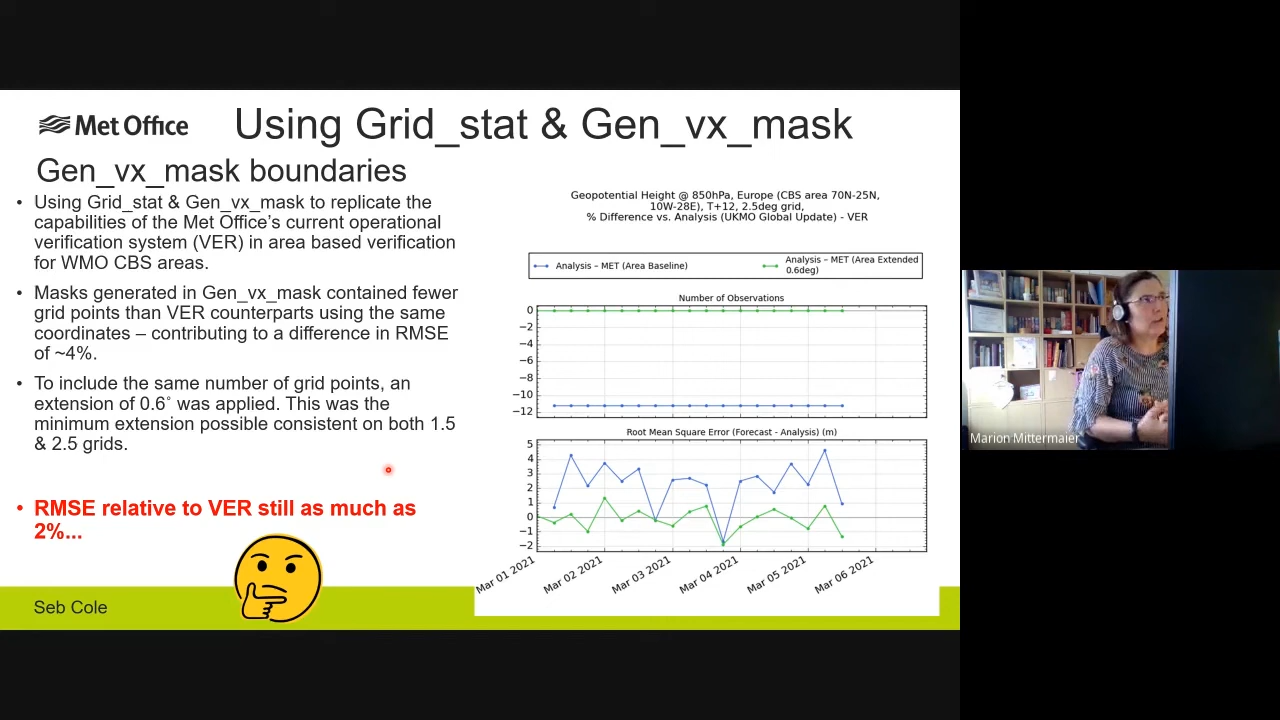 Met Office
Using Grid_stat & Gen_vx_mask
Gen_vx_mask boundaries
• Using Grid_stat & Gen_vx_mask to replicate the
capabilities of the Met Office's current operational
verification system (VER) in area based verification
for WMO CBS areas.
• Masks generated in Gen_vx_mask contained fewer
grid points than VER counterparts using the same
coordinates – contributing to a difference in RMSE
of ~4%.
• To include the same number of grid points, an
extension of 0.6° was applied. This was the
minimum extension possible consistent on both 1.5
& 2.5 grids.
• RMSE relative to VER still as much as
2%...
Seb Cole
Geopotential Height @ 850hPa, Europe (CBS area 70N-25N,
10W-28E), T+12, 2.5deg grid,
% Difference vs. Analysis (UKMO Global Update) - VER
Analysis – MET (Area Baseline)
Analysis – MET (Area Extended
0.6deg)
Number of Observations
0
−2
−4
−6
−8
−10
−12
Root Mean Square Error (Forecast - Analysis) (m)
5
4
3
2
1
0
−1
−2
Mar 01 2021
Mar 02 2021
Mar 03 2021
Mar 04 2021
Mar 05 2021
Mar 06 2021
Marion Mittermaier